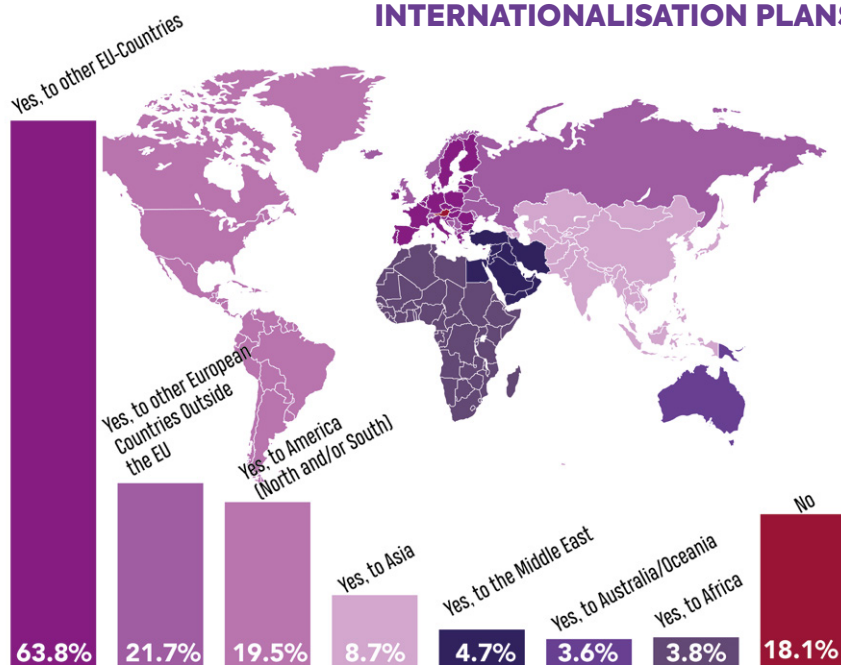 INTERNATIONALISATION PLANS
Yes, to other EU-Countries
Yes, to other European
Countries Outside
the EU
Yes, to America
(North and/or South)
Yes, to Asia
Yes, to the Middle East
Yes, to Australia/Oceania
Yes, to Africa
No
63.8%
21.7%
19.5%
8.7%
4.7%
3.6%
3.8%
18.1%